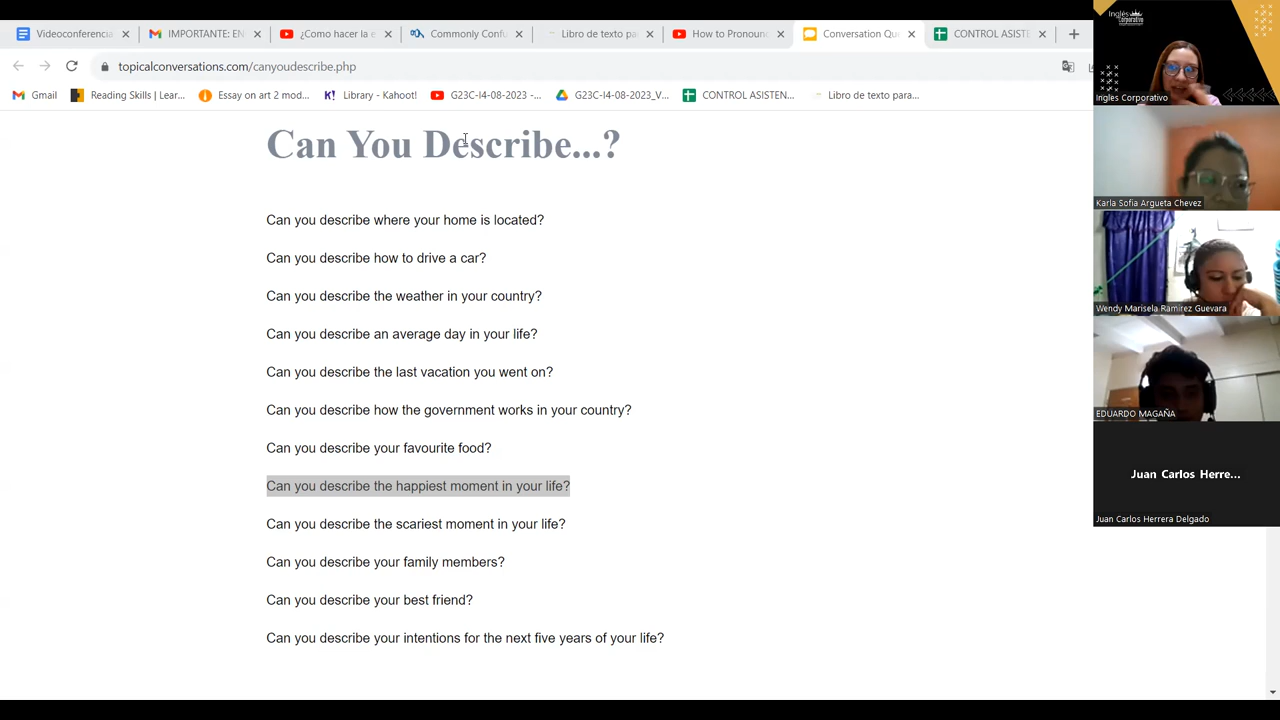 Videoconferencia
IMPORTANTE: EN
¿Como hacer la e
Commonly Confu
Libro de texto pa
How to Pronounc
Conversation Que
CONTROL ASISTE
topicalconversations.com/canyoudescribe.php
Gmail
Reading Skills | Lear...
Essay on art 2 mod...
Library - Kahoot
G23C-I4-08-2023 -...
G23C-I4-08-2023_V...
CONTROL ASISTEN...
Libro de texto para...
Can You Describe...?
Can you describe where your home is located?
Can you describe how to drive a car?
Can you describe the weather in your country?
Can you describe an average day in your life?
Can you describe the last vacation you went on?
Can you describe how the government works in your country?
Can you describe your favourite food?
Can you describe the happiest moment in your life?
Can you describe the scariest moment in your life?
Can you describe your family members?
Can you describe your best friend?
Can you describe your intentions for the next five years of your life?
Inglés
Corporativo
Ingles Corporativo
Karla Sofia Argueta Chevez
Wendy Marisela Ramirez Guevara
EDUARDO MAGAÑA
Juan Carlos Herre...
Juan Carlos Herrera Delgado